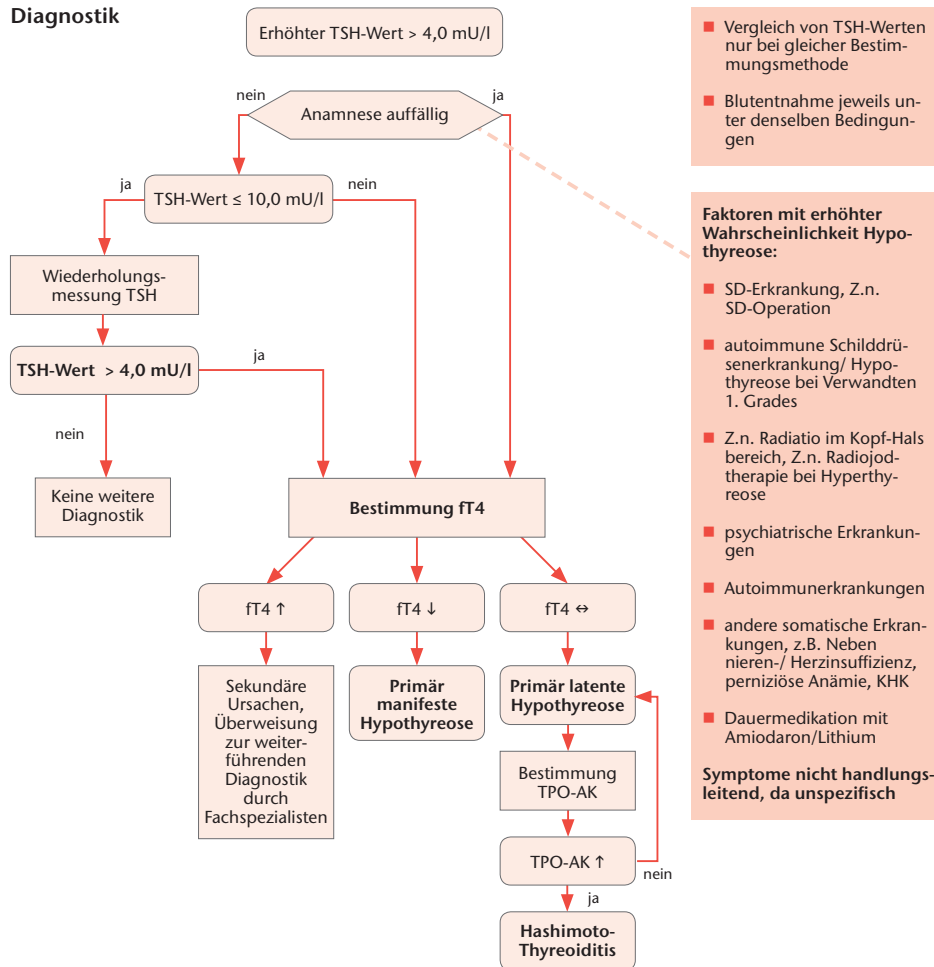 Diagnostik
Erhöhter TSH-Wert > 4,0 mU/l
nein
ja
Anamnese auffällig
ja
nein
TSH-Wert ≤ 10,0 mU/l
Wiederholungs-
messung TSH
TSH-Wert > 4,0 mU/l
ja
nein
Keine weitere
Diagnostik
Bestimmung fT4
fT4 ↑
fT4 ↓
fT4 ↔
Sekundäre
Ursachen,
Überweisung
zur weiter-
führenden
Diagnostik
durch
Fachspezialisten
Primär
manifeste
Hypothyreose
Primär latente
Hypothyreose
Bestimmung
TPO-AK
TPO-AK ↑
nein
ja
Hashimoto-
Thyreoiditis
■ Vergleich von TSH-Werten
nur bei gleicher Bestim-
mungsmethode
■ Blutentnahme jeweils un-
ter denselben Bedingun-
gen
Faktoren mit erhöhter
Wahrscheinlichkeit Hypo-
thyreose:
■ SD-Erkrankung, Z.n.
SD-Operation
■ autoimmune Schilddrü-
senerkrankung/ Hypo-
thyreose bei Verwandten
1. Grades
■ Z.n. Radiatio im Kopf-Hals
bereich, Z.n. Radiojod-
therapie bei Hyperthy-
reose
■ psychiatrische Erkrankun-
gen
■ Autoimmunerkrankungen
■ andere somatische Erkran-
kungen, z.B. Neben
nieren-/ Herzinsuffizienz,
perniziöse Anämie, KHK
■ Dauermedikation mit
Amiodaron/Lithium
Symptome nicht handlungs-
leitend, da unspezifisch